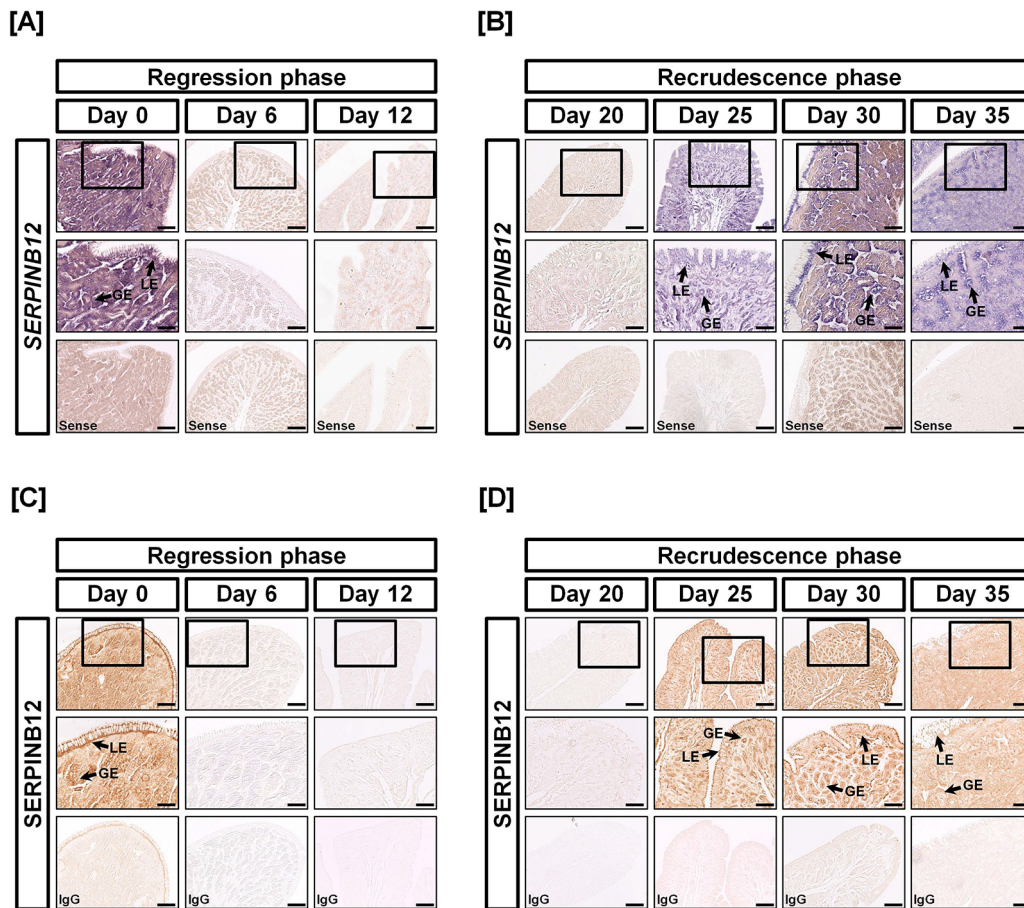 [A]
Regression phase
Day 0 Day 6 Day 12
SERPINB12
LE
GE
Sense Sense Sense
[B]
Recrudescence phase
Day 20 Day 25 Day 30 Day 35
SERPINB12
LE LE LE
GE GE GE
Sense Sense Sense Sense
[C]
Regression phase
Day 0 Day 6 Day 12
SERPINB12
LE
GE
IgG IgG IgG
[D]
Recrudescence phase
Day 20 Day 25 Day 30 Day 35
SERPINB12
GE LE LE
LE GE GE
IgG IgG IgG IgG